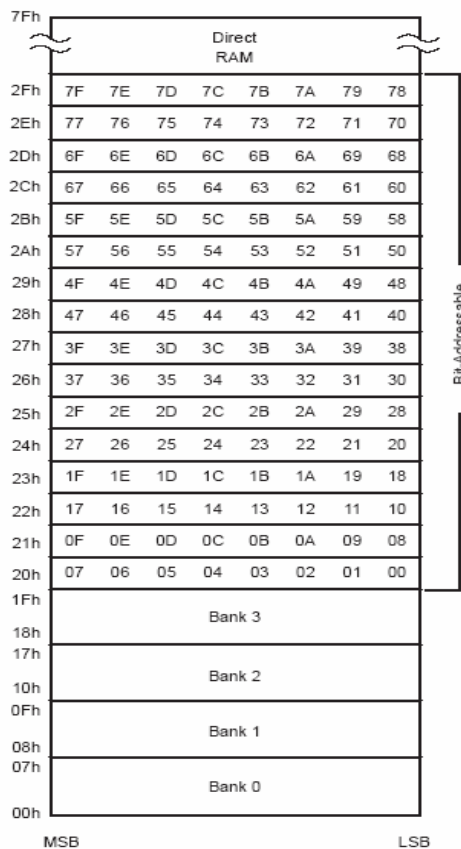 7Fh
Direct
RAM
2Fh 7F 7E 7D 7C 7B 7A 79 78
2Eh 77 76 75 74 73 72 71 70
2Dh 6F 6E 6D 6C 6B 6A 69 68
2Ch 67 66 65 64 63 62 61 60
2Bh 5F 5E 5D 5C 5B 5A 59 58
2Ah 57 56 55 54 53 52 51 50
29h 4F 4E 4D 4C 4B 4A 49 48
28h 47 46 45 44 43 42 41 40
27h 3F 3E 3D 3C 3B 3A 39 38
26h 37 36 35 34 33 32 31 30
25h 2F 2E 2D 2C 2B 2A 29 28
24h 27 26 25 24 23 22 21 20
23h 1F 1E 1D 1C 1B 1A 19 18
22h 17 16 15 14 13 12 11 10
21h 0F 0E 0D 0C 0B 0A 09 08
20h 07 06 05 04 03 02 01 00
Bit-Addressable
1Fh
Bank 3
18h
17h
Bank 2
10h
0Fh
Bank 1
08h
07h
Bank 0
00h
MSB LSB